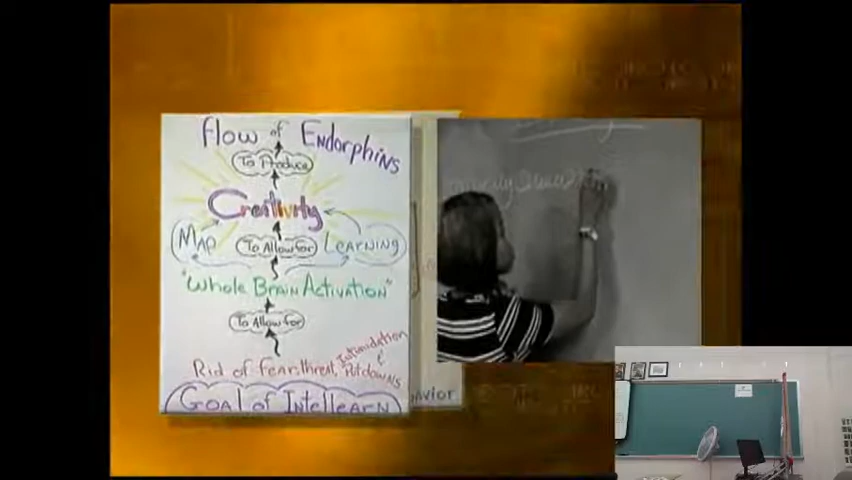 Flow of Endorphins
To Produce
Creativity
Map To Allow for Learning
"Whole Brain Activation"
To Allow for
Rid of fear, threat, Intimidation & Putdowns
Goal of Intellearn